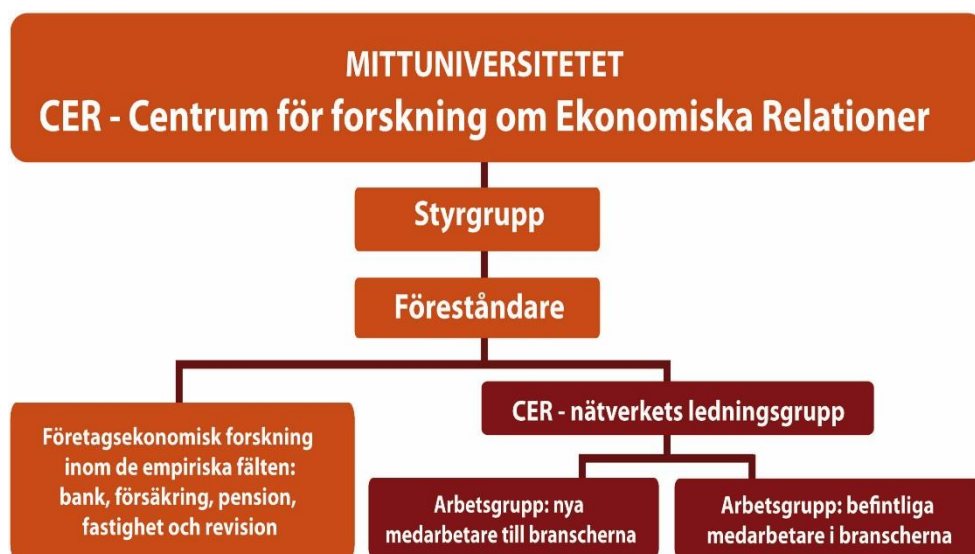 MITTUNIVERSITETET
CER - Centrum för forskning om Ekonomiska Relationer
Styrgrupp
Föreståndare
Företagsekonomisk forskning
inom de empiriska fälten:
bank, försäkring, pension,
fastighet och revision
CER - nätverkets ledningsgrupp
Arbetsgrupp: nya
medarbetare till branscherna
Arbetsgrupp: befintliga
medarbetare i branscherna